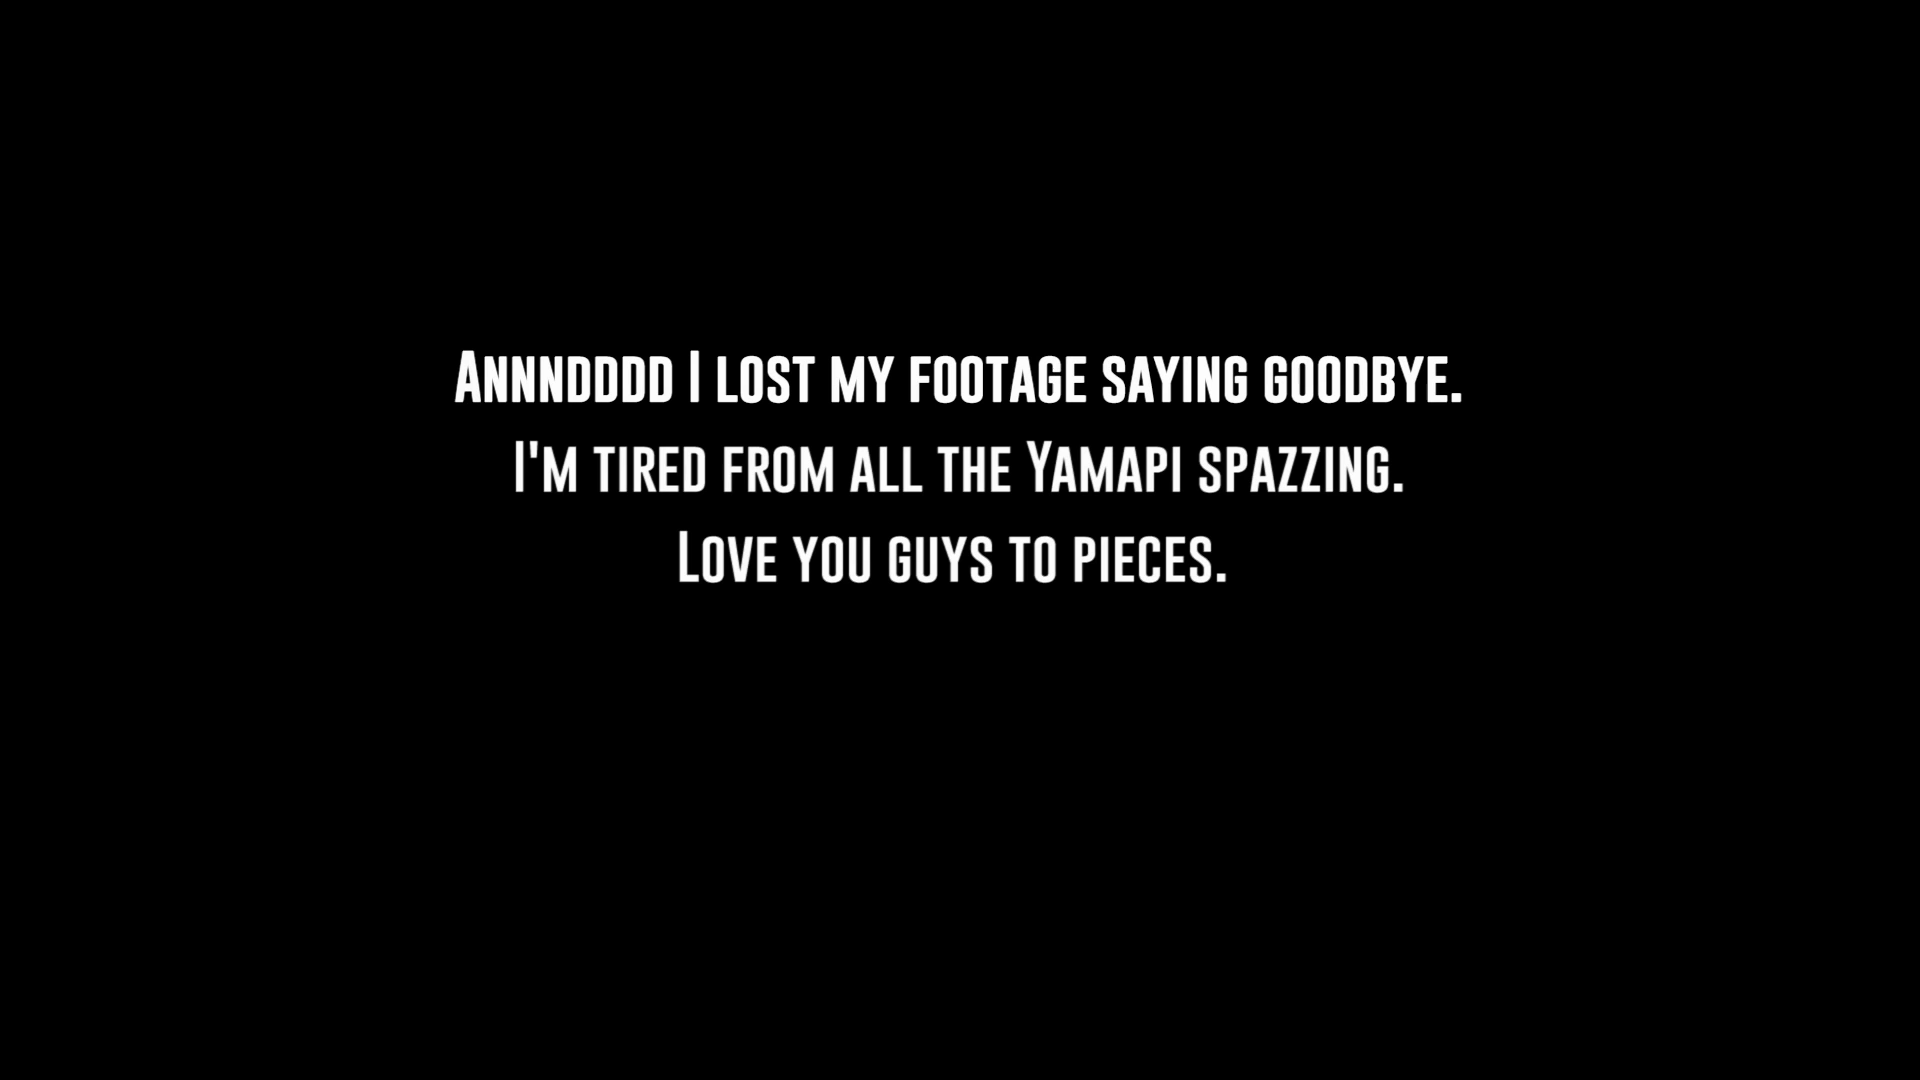 Annndddd I lost my footage saying goodbye.
I'm tired from all the Yamapi spazzing.
Love you guys to pieces.